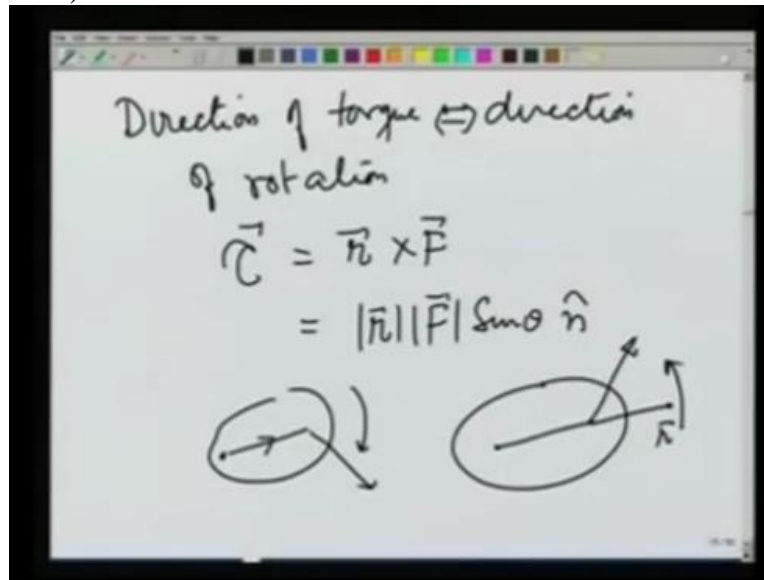 Direction of torque ⇔ direction
of rotation
τ⃗ = r⃗ × F⃗
= |r⃗||F⃗| Sinθ n̂
r⃗